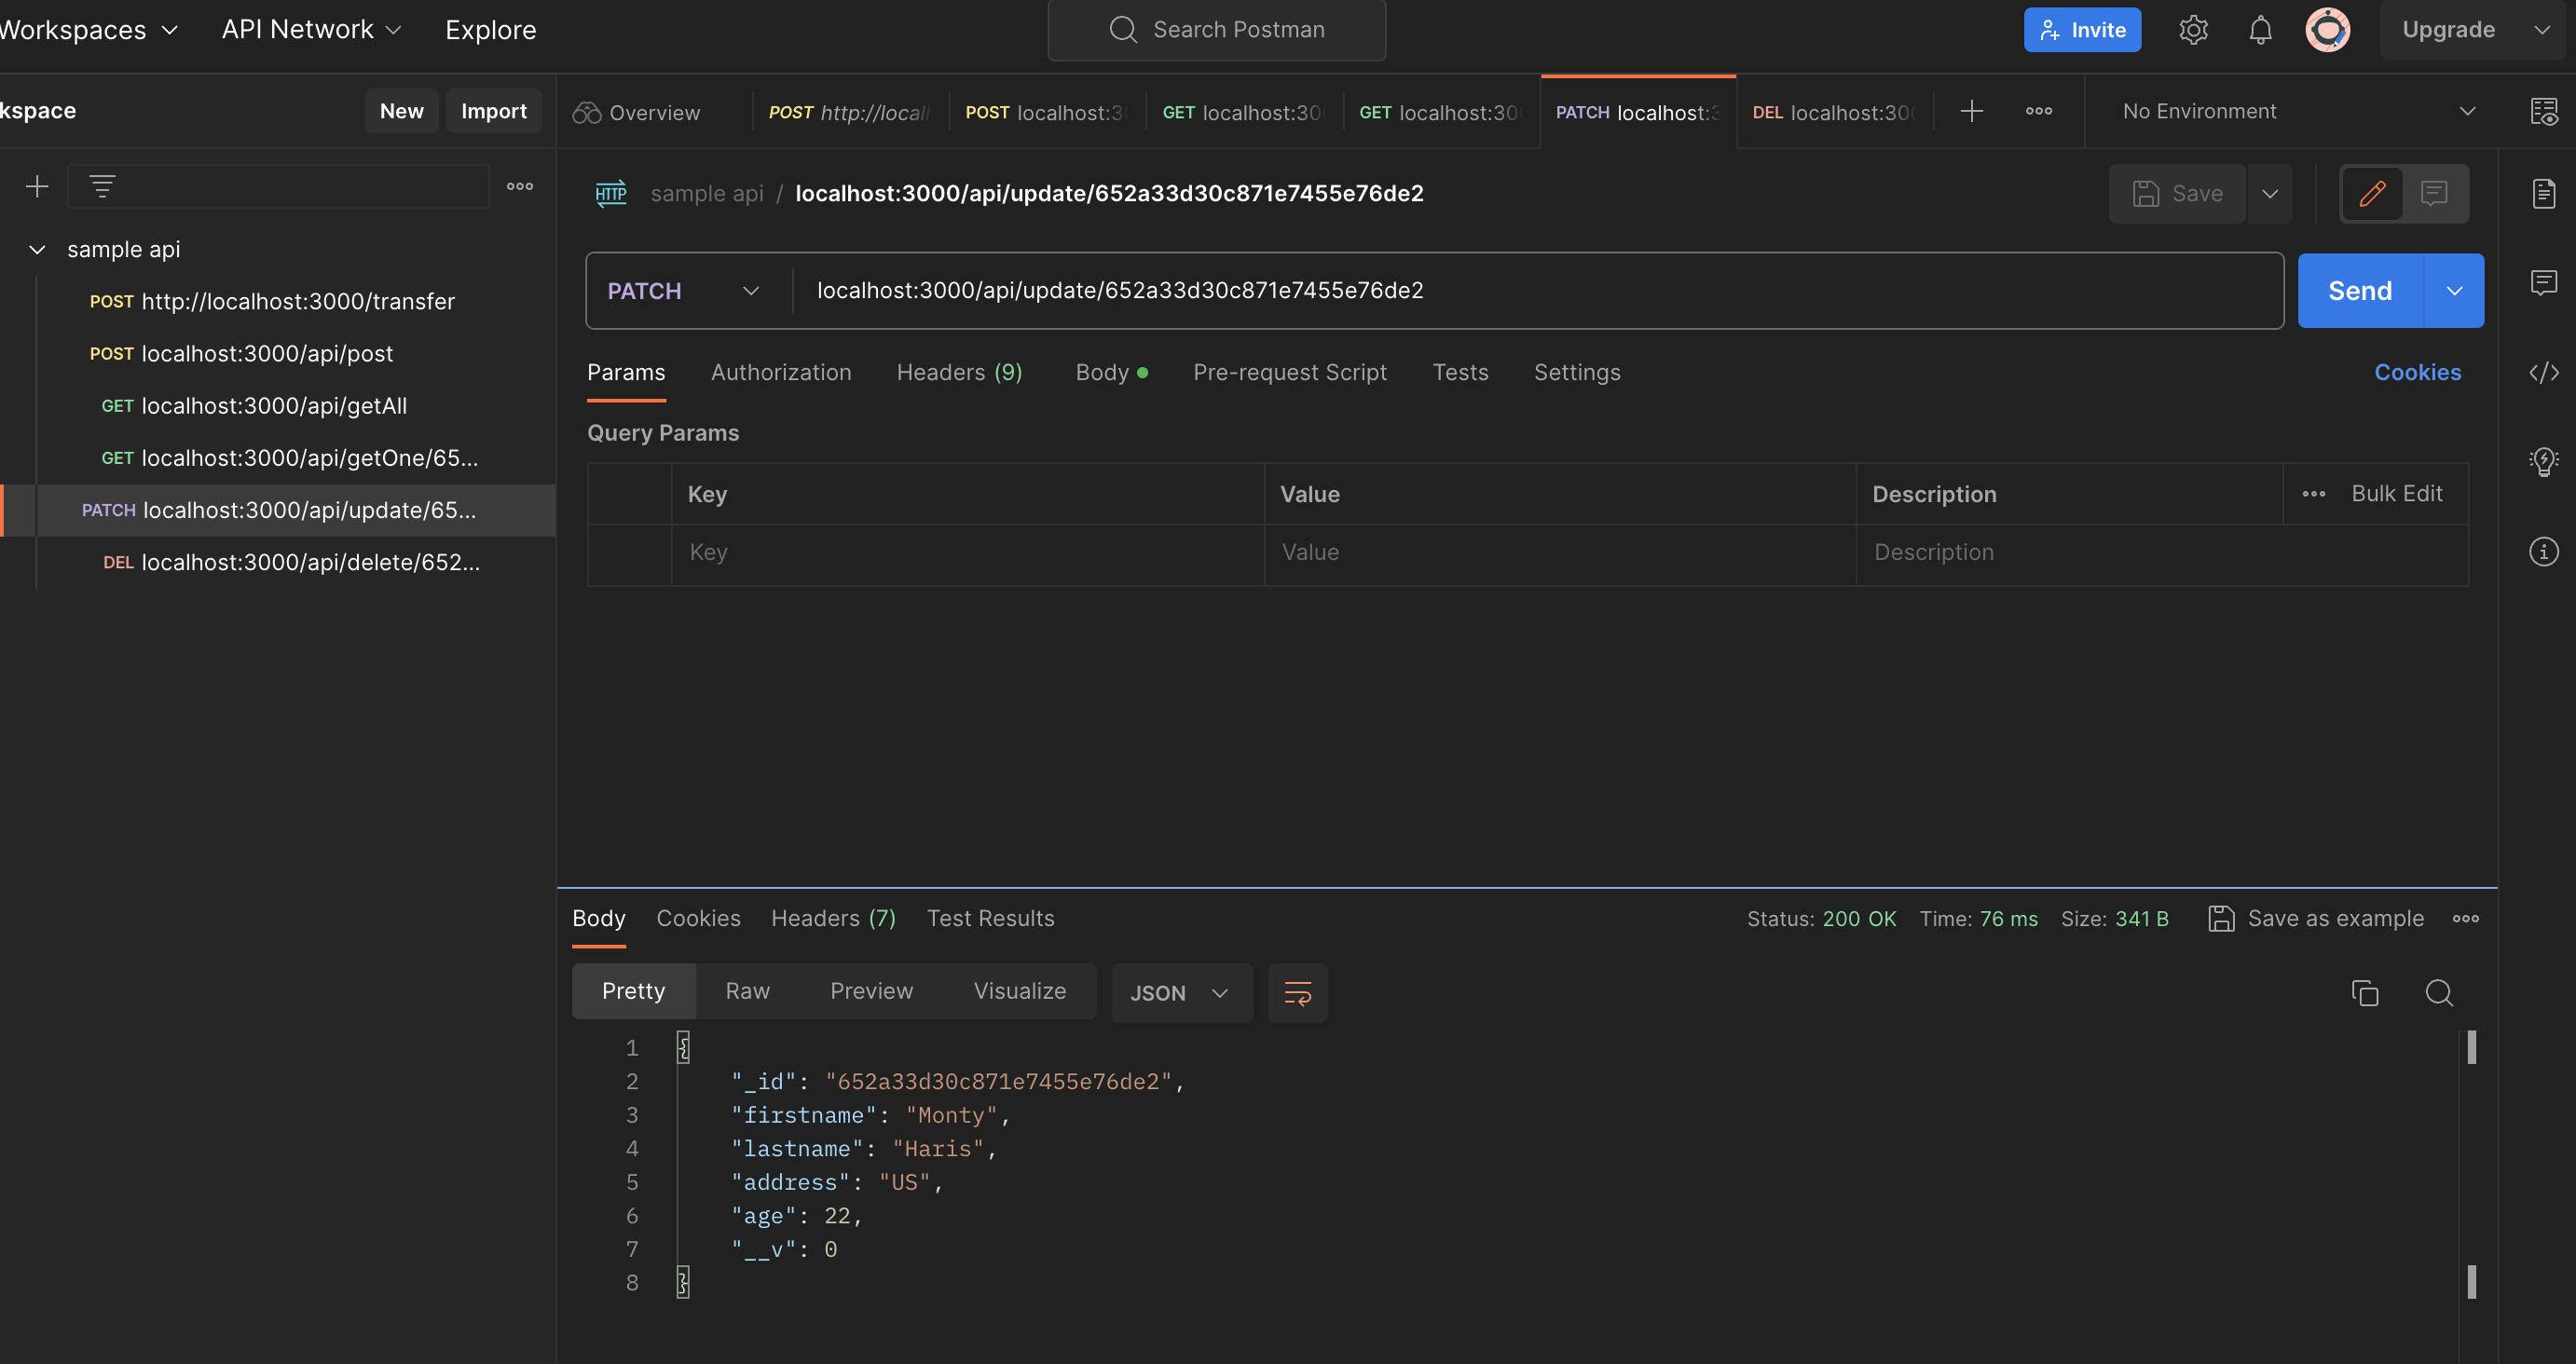 Workspaces API Network Explore Search Postman Invite Upgrade
kspace New Import Overview POST http://local POST localhost:3 GET localhost:30 GET localhost:30 PATCH localhost:3 DEL localhost:30 No Environment
HTTP sample api / localhost:3000/api/update/652a33d30c871e7455e76de2 Save
sample api
POST http://localhost:3000/transfer
POST localhost:3000/api/post
GET localhost:3000/api/getAll
GET localhost:3000/api/getOne/65...
PATCH localhost:3000/api/update/65...
DEL localhost:3000/api/delete/652...
PATCH localhost:3000/api/update/652a33d30c871e7455e76de2 Send
Params Authorization Headers (9) Body Pre-request Script Tests Settings Cookies
Query Params
Key Value Description Bulk Edit
Key Value Description
Body Cookies Headers (7) Test Results Status: 200 OK Time: 76 ms Size: 341 B Save as example
Pretty Raw Preview Visualize JSON
1 {
2 "_id": "652a33d30c871e7455e76de2",
3 "firstname": "Monty",
4 "lastname": "Haris",
5 "address": "US",
6 "age": 22,
7 "__v": 0
8 }